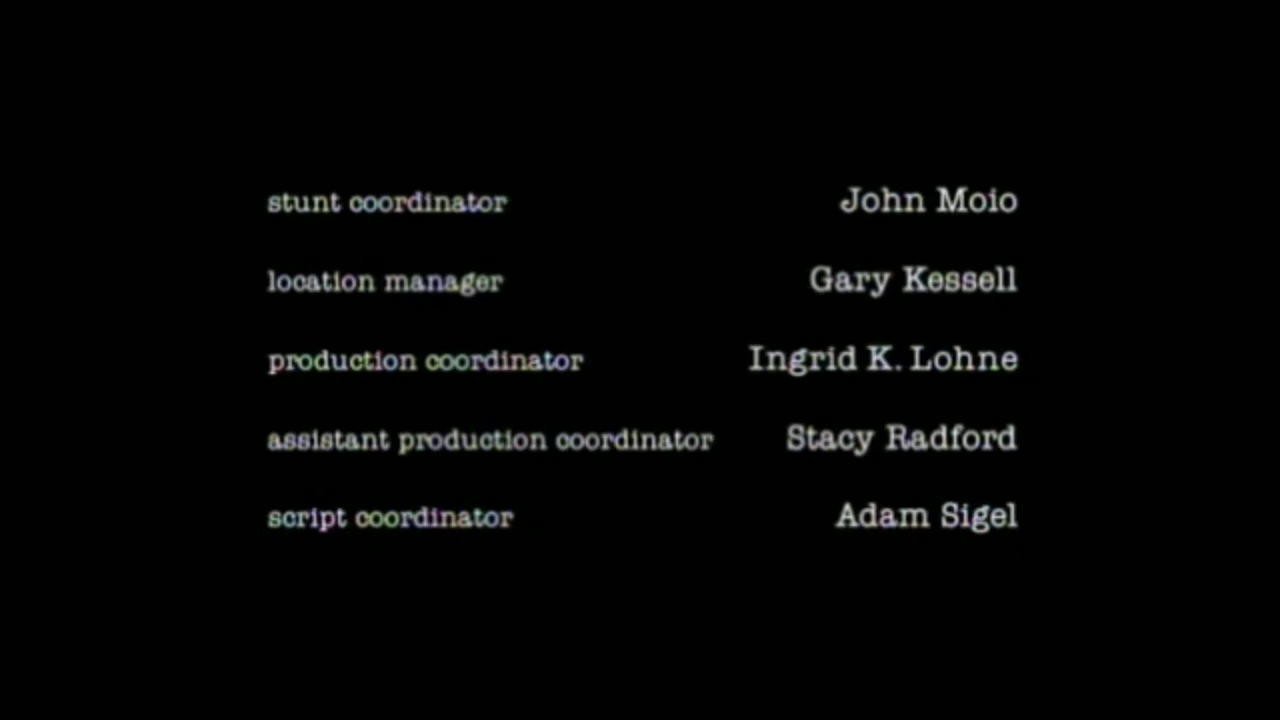 stunt coordinator John Moio
location manager Gary Kessell
production coordinator Ingrid K. Lohne
assistant production coordinator Stacy Radford
script coordinator Adam Sigel